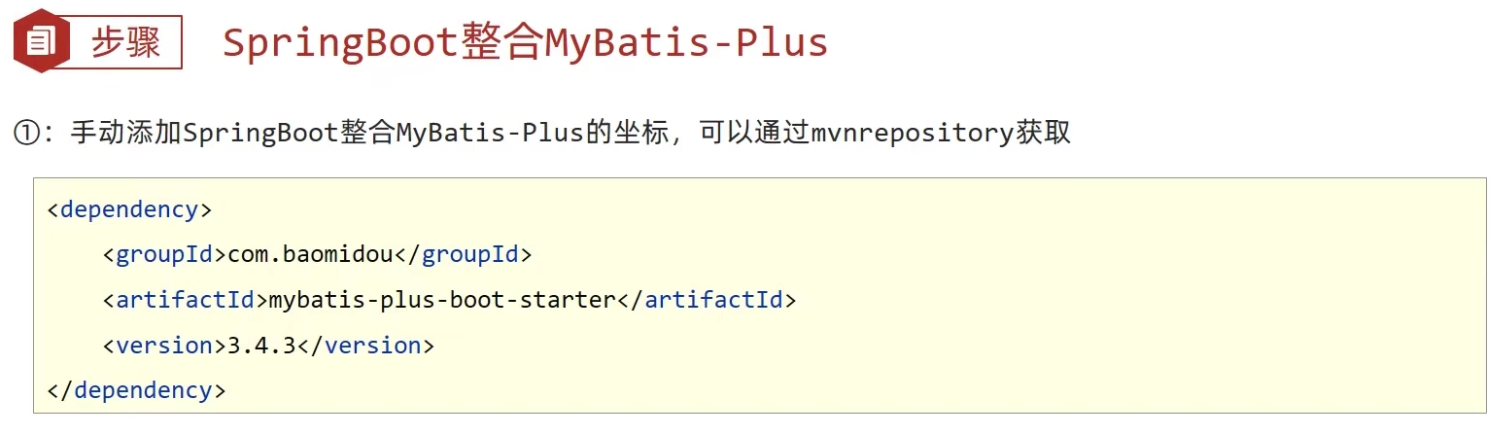 步骤 SpringBoot整合MyBatis-Plus
①：手动添加SpringBoot整合MyBatis-Plus的坐标，可以通过mvnrepository获取
<dependency>
    <groupId>com.baomidou</groupId>
    <artifactId>mybatis-plus-boot-starter</artifactId>
    <version>3.4.3</version>
</dependency>